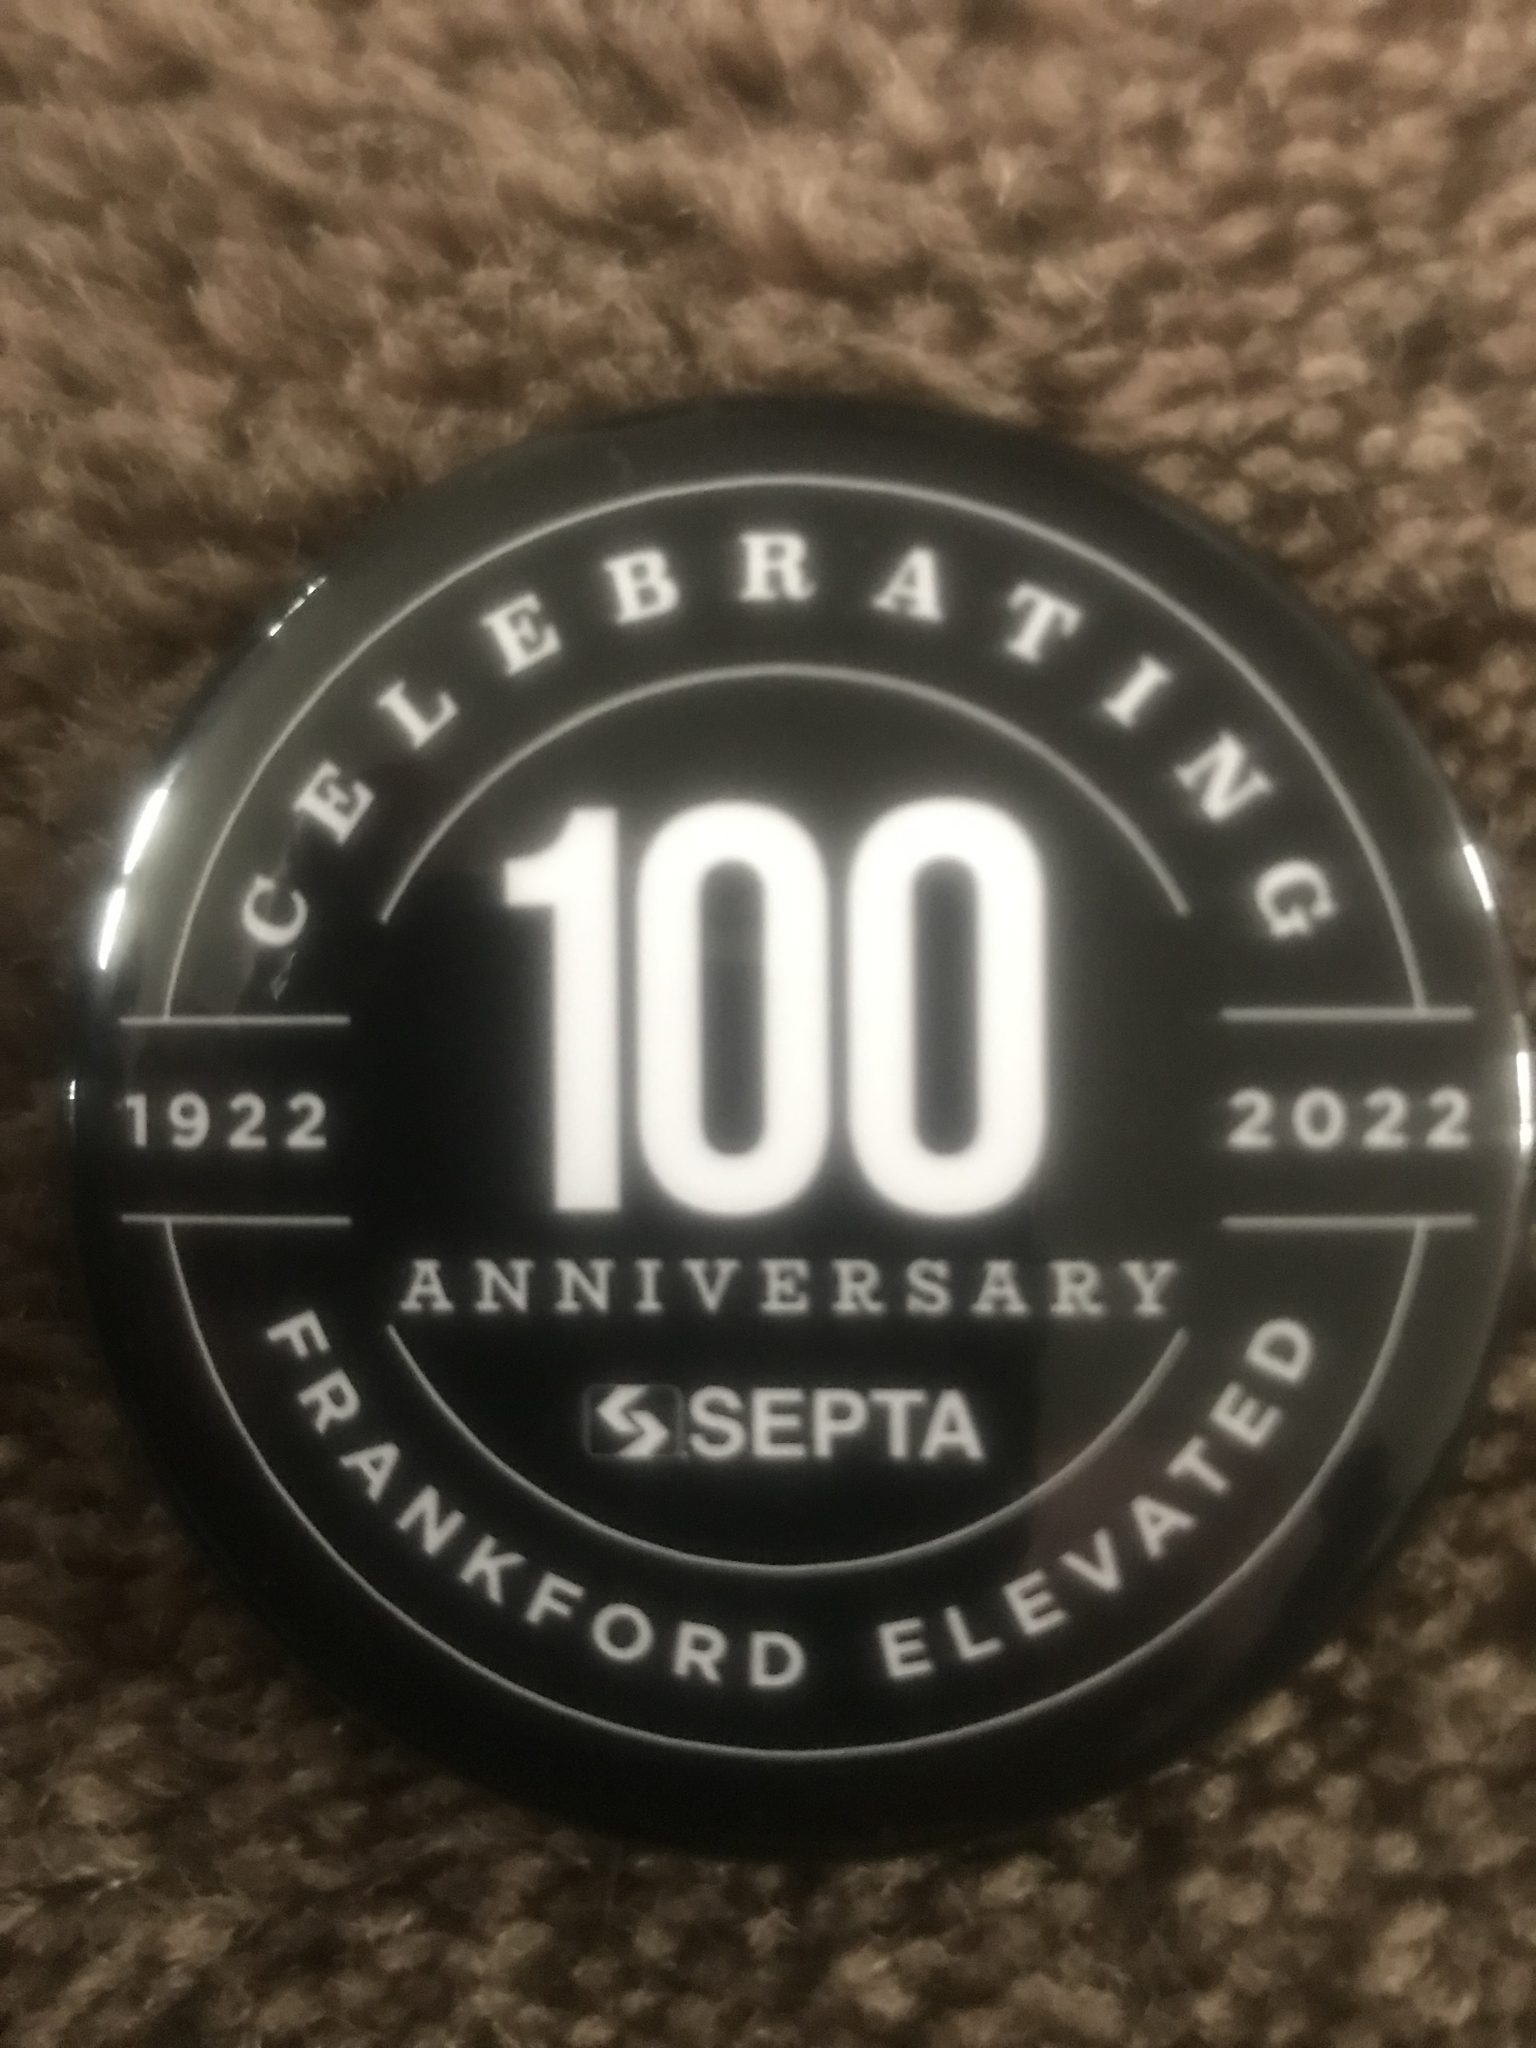 CELEBRATING
100
1922
2022
ANNIVERSARY
SEPTA
FRANKFORD ELEVATED